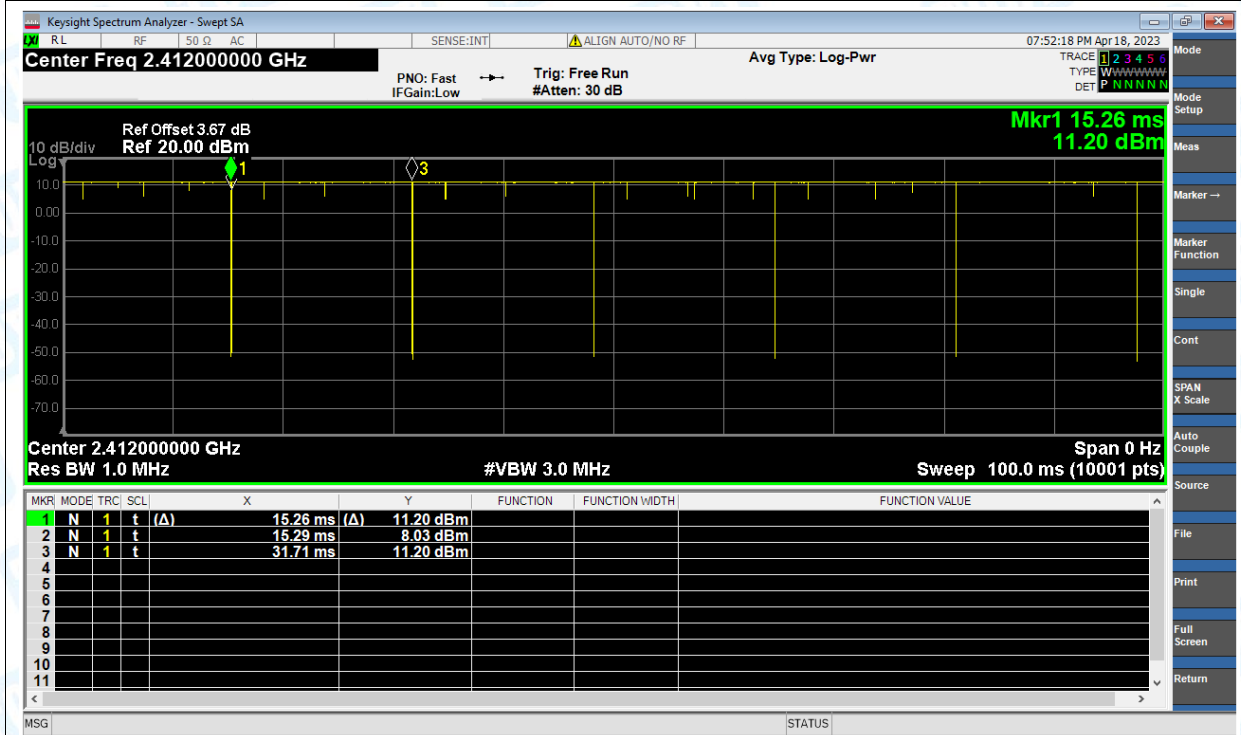 Keysight Spectrum Analyzer - Swept SA
LXI RL RF 50 Ω AC SENSE:INT ALIGN AUTO/NO RF 07:52:18 PM Apr 18, 2023
Center Freq 2.412000000 GHz
PNO: Fast
IFGain:Low
Trig: Free Run
#Atten: 30 dB
Avg Type: Log-Pwr
TRACE 1 2 3 4 5 6
TYPE WWWWWWW
DET P N N N N N
Mkr1 15.26 ms
11.20 dBm
Ref Offset 3.67 dB
10 dB/div Ref 20.00 dBm
Log
1
3
10.0
0.00
-10.0
-20.0
-30.0
-40.0
-50.0
-60.0
-70.0
Center 2.412000000 GHz Span 0 Hz
Res BW 1.0 MHz #VBW 3.0 MHz Sweep 100.0 ms (10001 pts)
MKR MODE TRC SCL X Y FUNCTION FUNCTION WIDTH FUNCTION VALUE
1 N 1 t (Δ) 15.26 ms (Δ) 11.20 dBm
2 N 1 t 15.29 ms 8.03 dBm
3 N 1 t 31.71 ms 11.20 dBm
4
5
6
7
8
9
10
11
MSG STATUS
Mode
Mode
Setup
Meas
Marker →
Marker
Function
Single
Cont
SPAN
X Scale
Auto
Couple
Source
File
Print
Full
Screen
Return